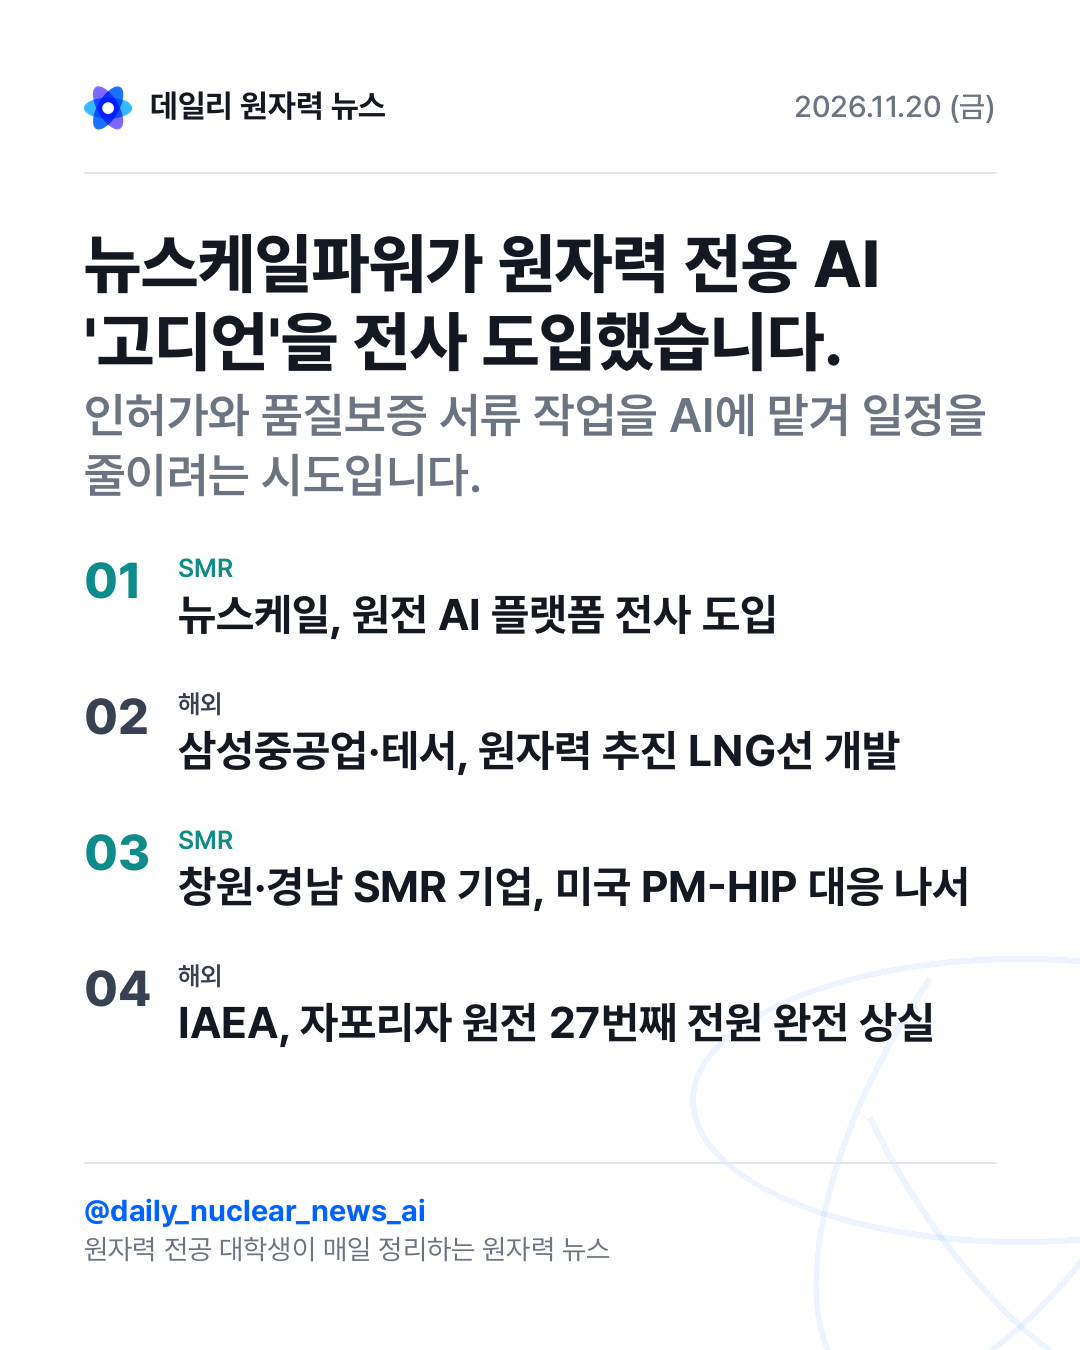 데일리 원자력 뉴스
2026.11.20 (금)
뉴스케일파워가 원자력 전용 AI
'고디언'을 전사 도입했습니다.
인허가와 품질보증 서류 작업을 AI에 맡겨 일정을
줄이려는 시도입니다.
01
SMR
뉴스케일, 원전 AI 플랫폼 전사 도입
02
해외
삼성중공업·테서, 원자력 추진 LNG선 개발
03
SMR
창원·경남 SMR 기업, 미국 PM-HIP 대응 나서
04
해외
IAEA, 자포리자 원전 27번째 전원 완전 상실
@daily_nuclear_news_ai
원자력 전공 대학생이 매일 정리하는 원자력 뉴스